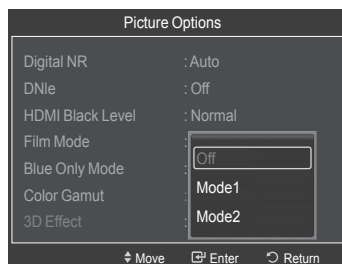 Picture Options
Digital NR : Auto
DNIe : Off
HDMI Black Level : Normal
Film Mode :
Off
Blue Only Mode :
Mode1
Color Gamut :
Mode2
3D Effect :
Move Enter Return